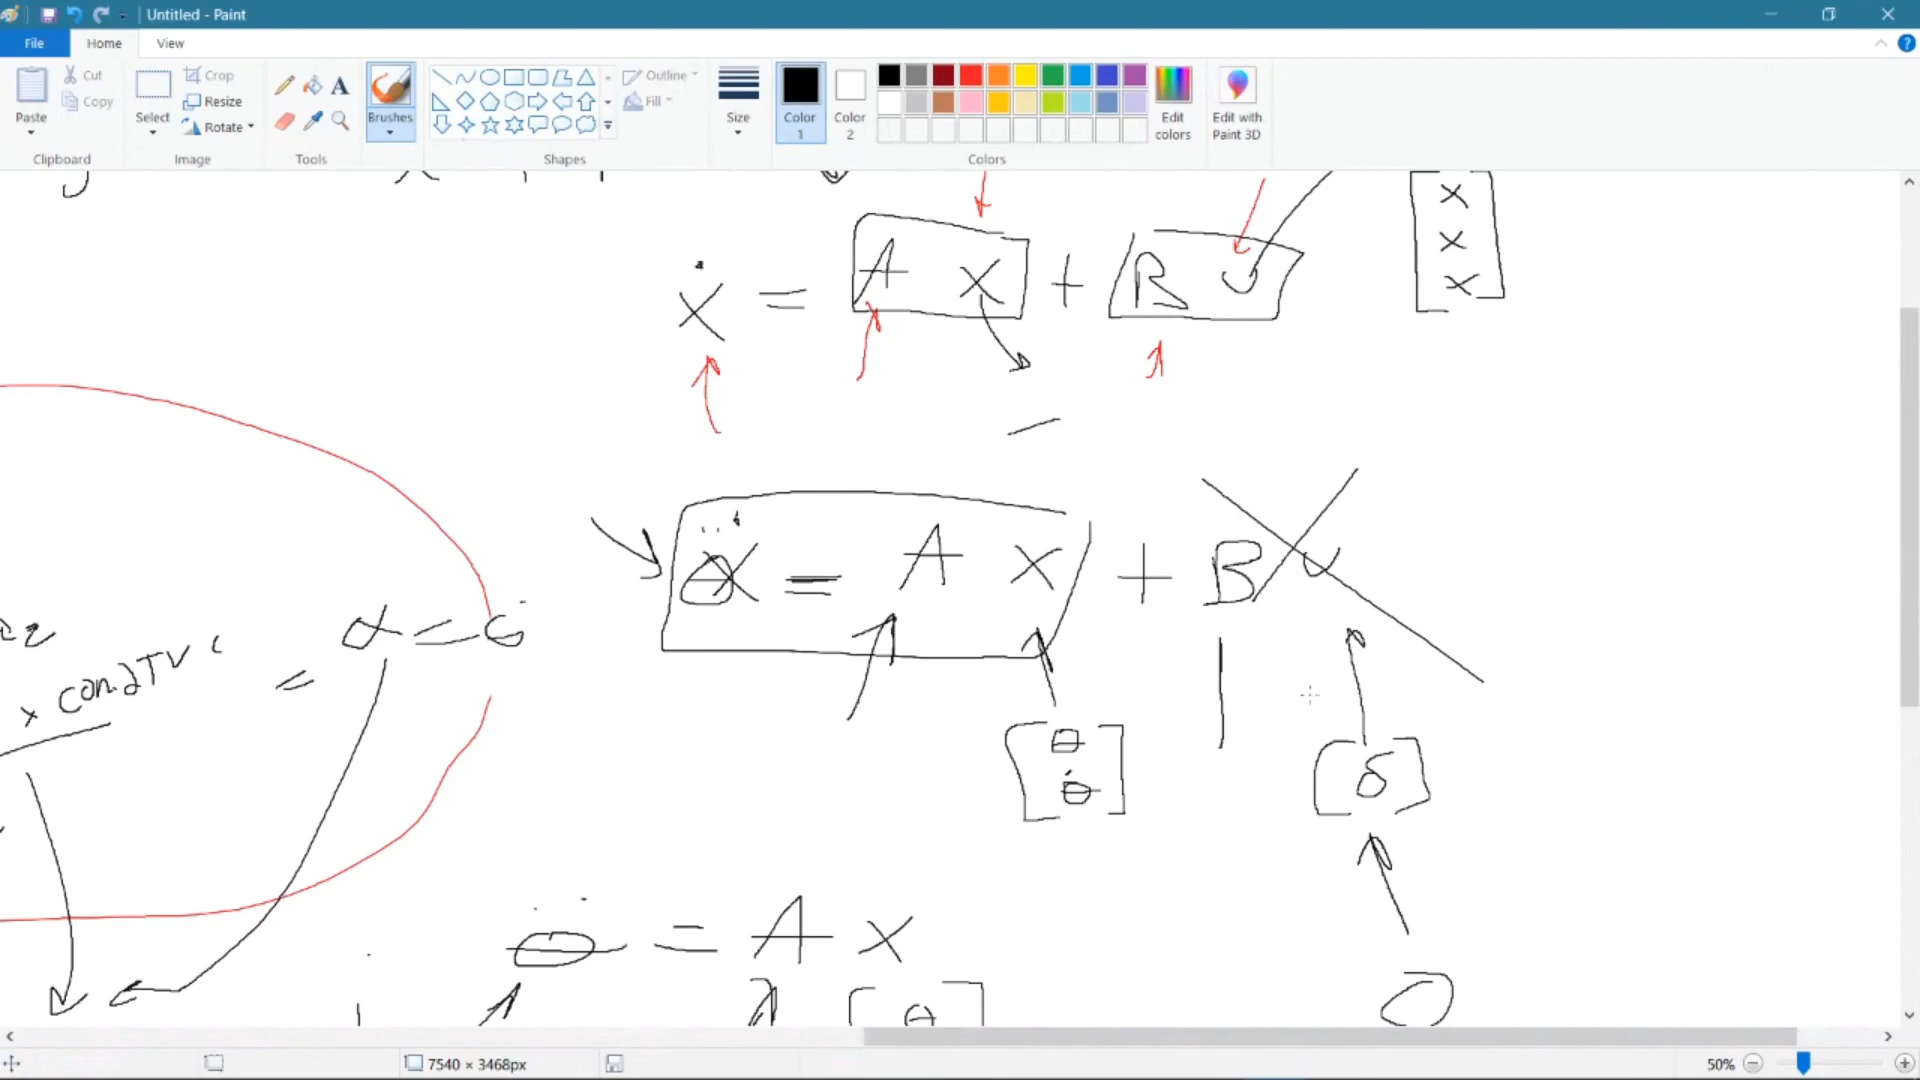 Untitled - Paint
File Home View
Paste
Cut
Copy
Clipboard
Select
Crop
Resize
Rotate
Image
A
Tools
Brushes
Shapes
Outline
Fill
Size
Color 1
Color 2
Edit colors
Edit with Paint 3D
Colors
ẋ = A x + B u
[x
x
x]
x = A x + B u
α =
=
[θ
θ̇]
[δ]
θ̈ = A x
[θ
0
7540 × 3468px
50%